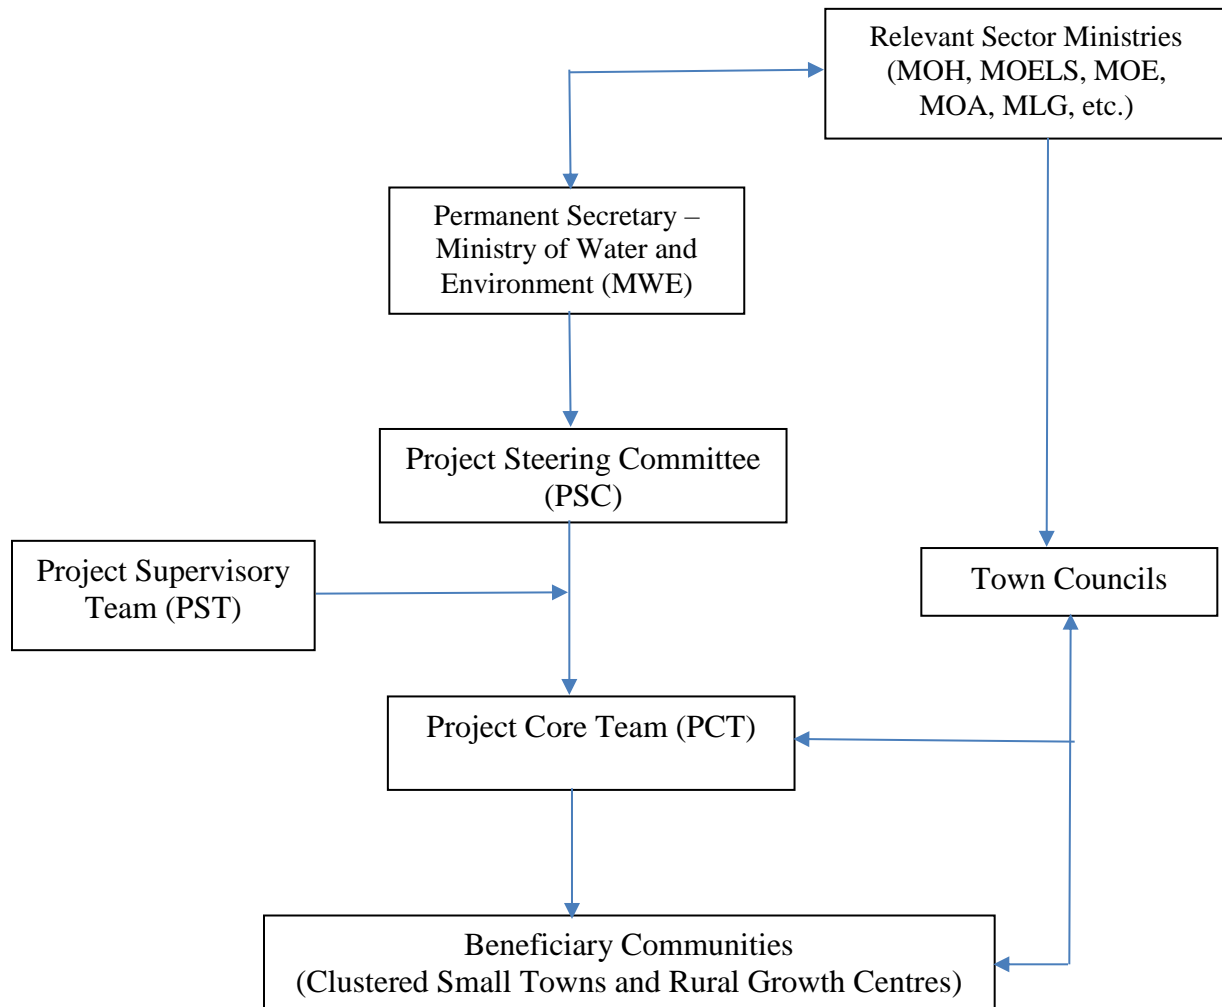 Relevant Sector Ministries
(MOH, MOELS, MOE,
MOA, MLG, etc.)
Permanent Secretary –
Ministry of Water and
Environment (MWE)
Project Steering Committee
(PSC)
Project Supervisory
Team (PST)
Town Councils
Project Core Team (PCT)
Beneficiary Communities
(Clustered Small Towns and Rural Growth Centres)